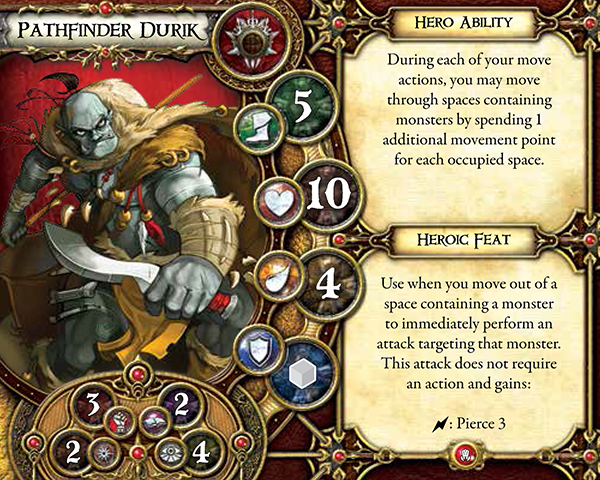 Pathfinder Durik
5
10
4
3
2
2
4
Hero Ability
During each of your move
actions, you may move
through spaces containing
monsters by spending 1
additional movement point
for each occupied space.
Heroic Feat
Use when you move out of a
space containing a monster
to immediately perform an
attack targeting that monster.
This attack does not require
an action and gains:
: Pierce 3